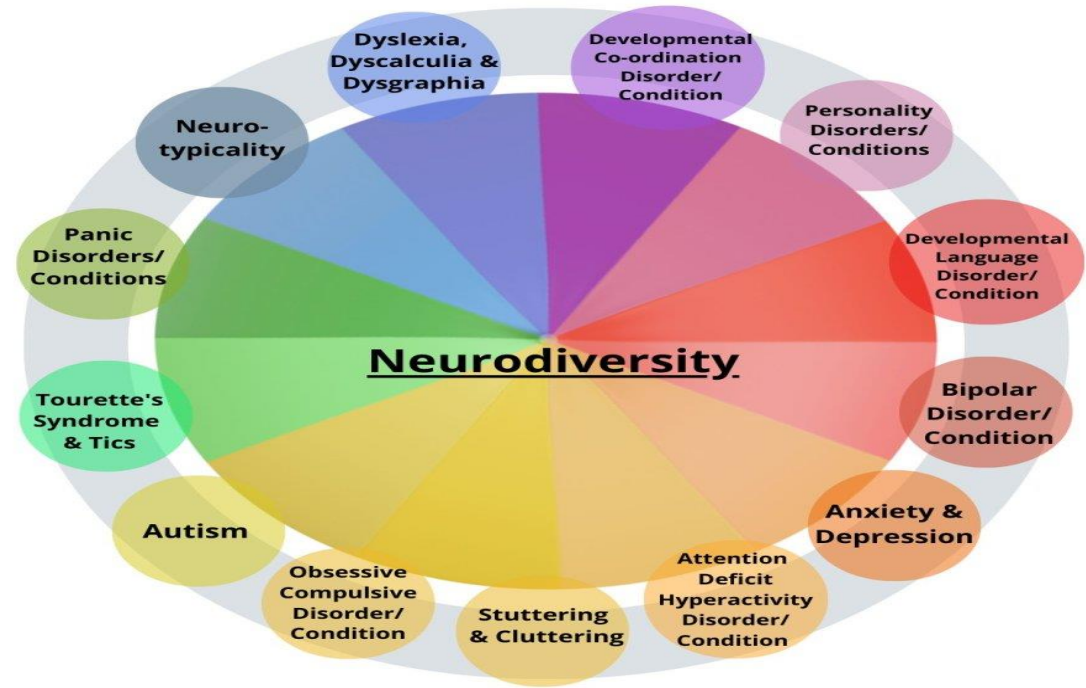 Dyslexia,
Dyscalculia &
Dysgraphia
Developmental
Co-ordination
Disorder/
Condition
Personality
Disorders/
Conditions
Developmental
Language
Disorder/
Condition
Bipolar
Disorder/
Condition
Anxiety &
Depression
Attention
Deficit
Hyperactivity
Disorder/
Condition
Stuttering
& Cluttering
Obsessive
Compulsive
Disorder/
Condition
Autism
Tourette's
Syndrome
& Tics
Panic
Disorders/
Conditions
Neuro-
typicality
Neurodiversity